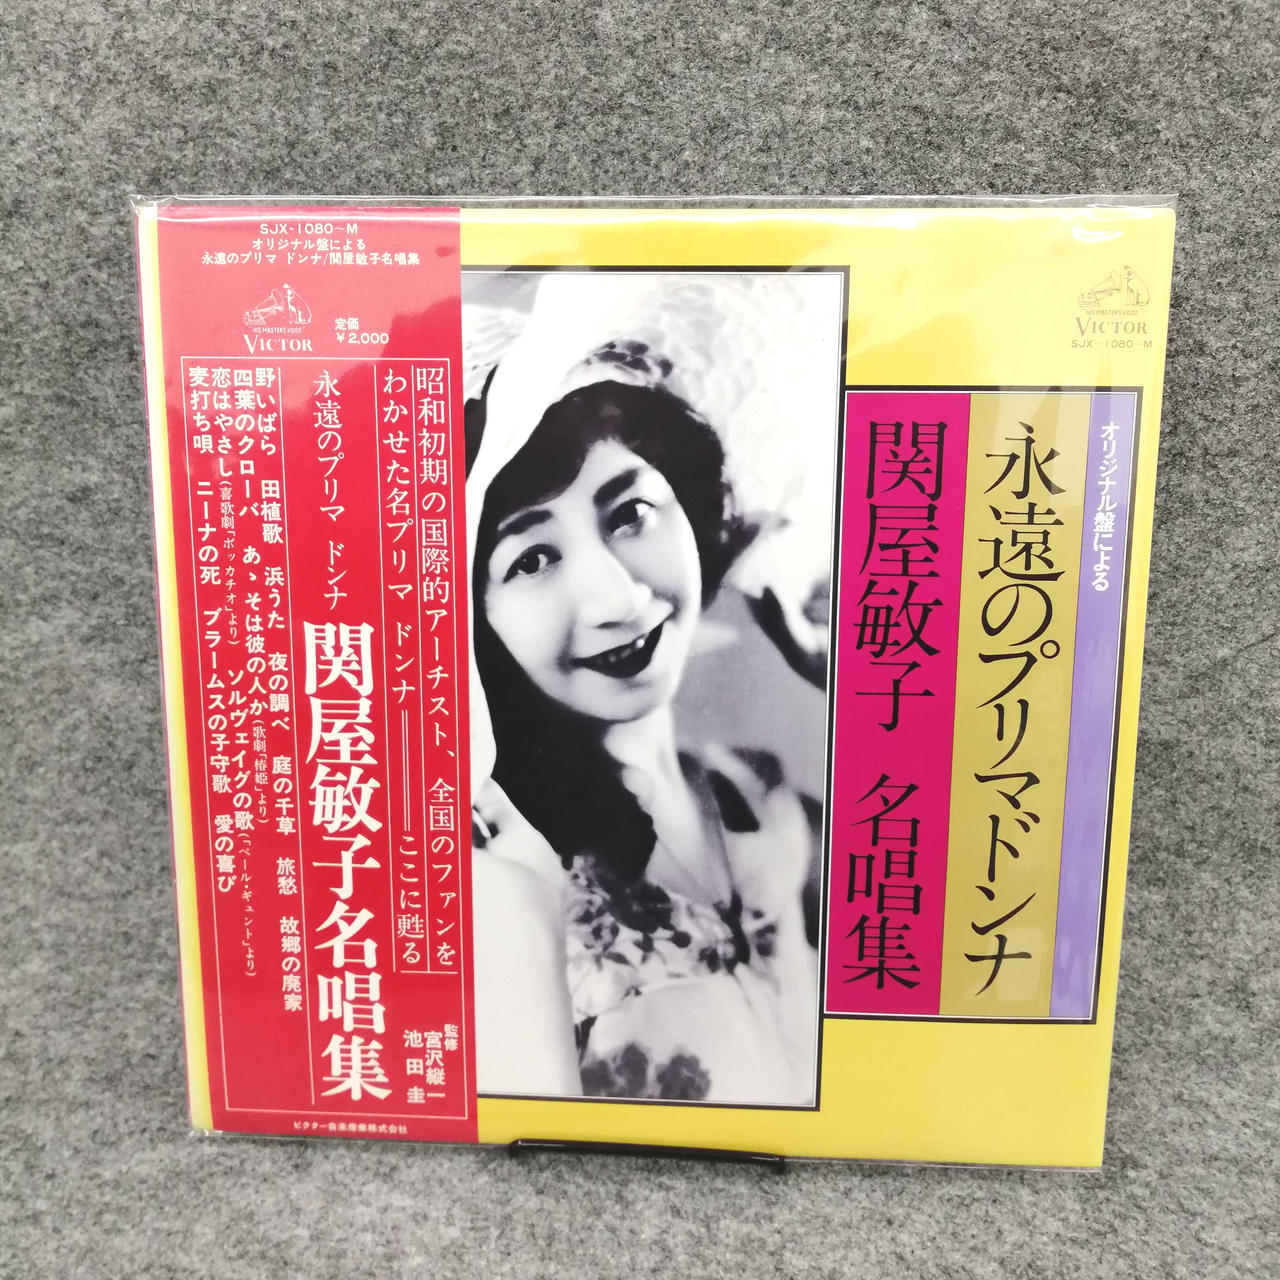 SJX-1080~M
オリジナル盤による
永遠のプリマ ドンナ/関屋敏子名唱集
"HIS MASTER'S VOICE"
VICTOR
定価
¥2,000
昭和初期の国際的アーチスト、全国のファンを
わかせた名プリマ ドンナ══ここに甦る
永遠のプリマ ドンナ 関屋敏子名唱集
野いばら 田植歌 浜うた 夜の調べ 庭の千草 旅愁 故郷の廃家
四葉のクローバ あゝそは彼の人か(歌劇「椿姫」より)
恋はやさし(喜歌劇「ボッカチオ」より) ソルヴェイグの歌(「ペール・ギュント」より)
麦打ち唄 ニーナの死 ブラームスの子守歌 愛の喜び
監修
宮沢縦一
池田圭
ビクター音楽産業株式会社
"HIS MASTER'S VOICE"
VICTOR
SJX-1080~M
オリジナル盤による
永遠のプリマドンナ
関屋敏子 名唱集